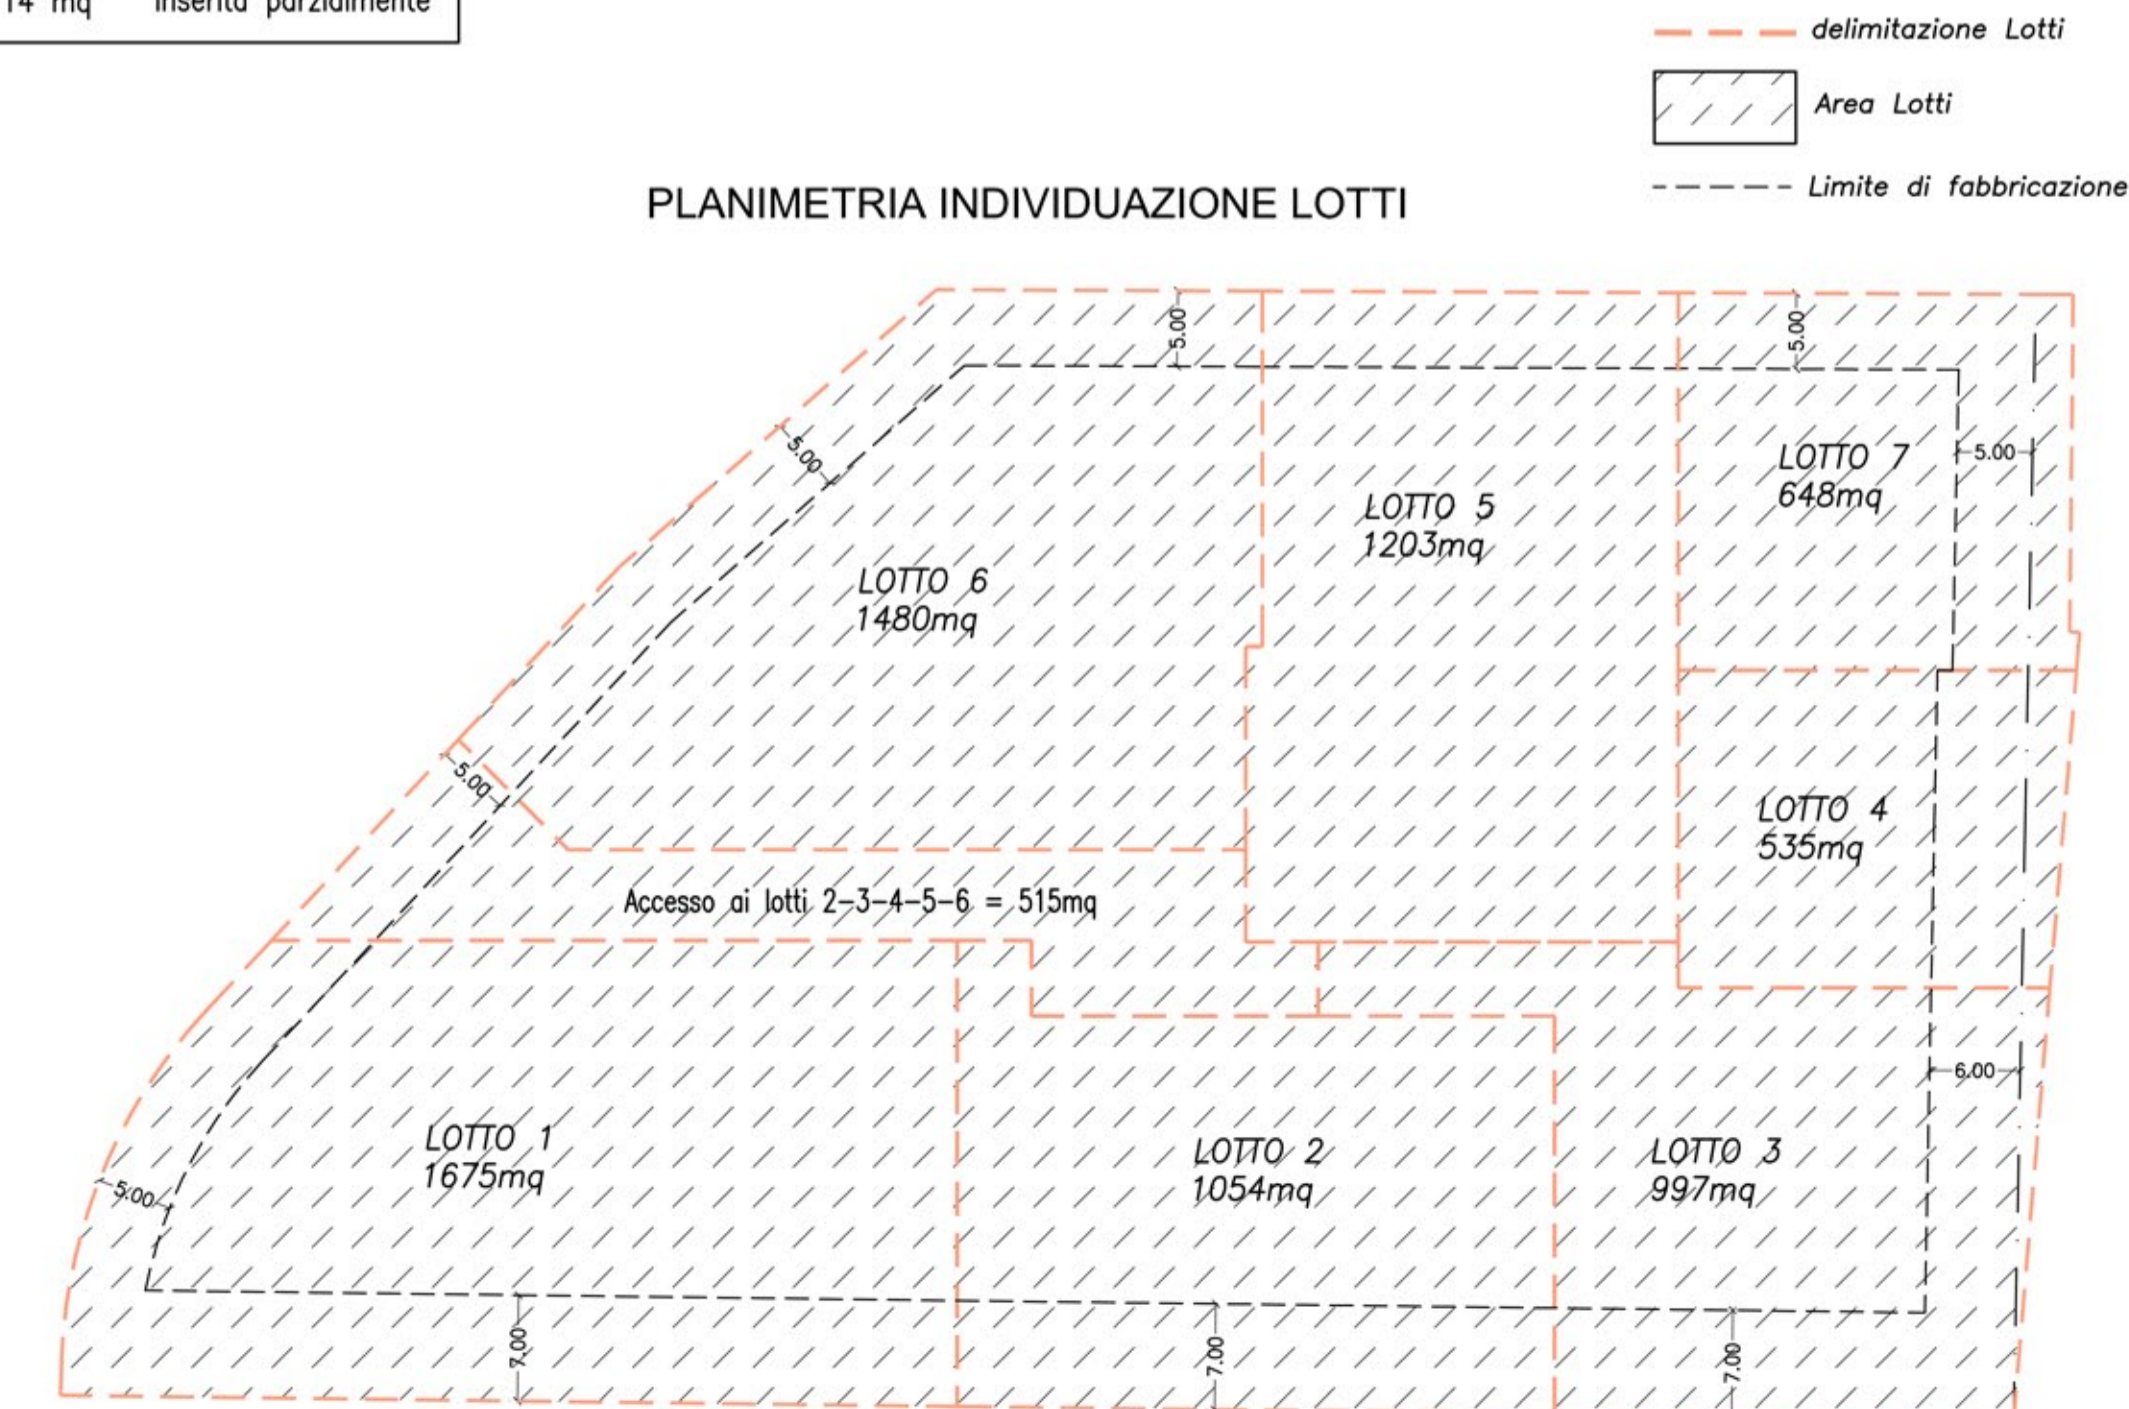 14 mq inserita parzialmente
delimitazione Lotti
Area Lotti
Limite di fabbricazione
PLANIMETRIA INDIVIDUAZIONE LOTTI
5.00
5.00
5.00
5.00
LOTTO 7
648mq
LOTTO 5
1203mq
LOTTO 6
1480mq
5.00
LOTTO 4
535mq
Accesso ai lotti 2-3-4-5-6 = 515mq
6.00
LOTTO 1
1675mq
LOTTO 2
1054mq
LOTTO 3
997mq
5.00
7.00
7.00
7.00